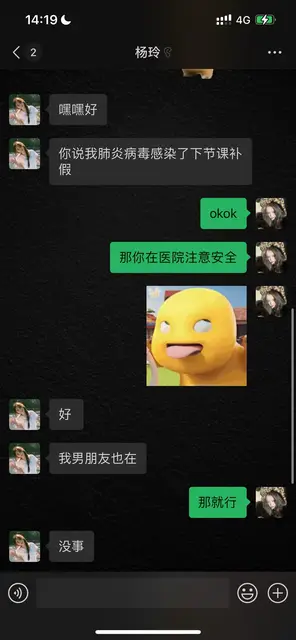 14:19
4G
2
杨玲
嘿嘿好
你说我肺炎病毒感染了下节课补
假
okok
那你在医院注意安全
好
我男朋友也在
那就行
没事